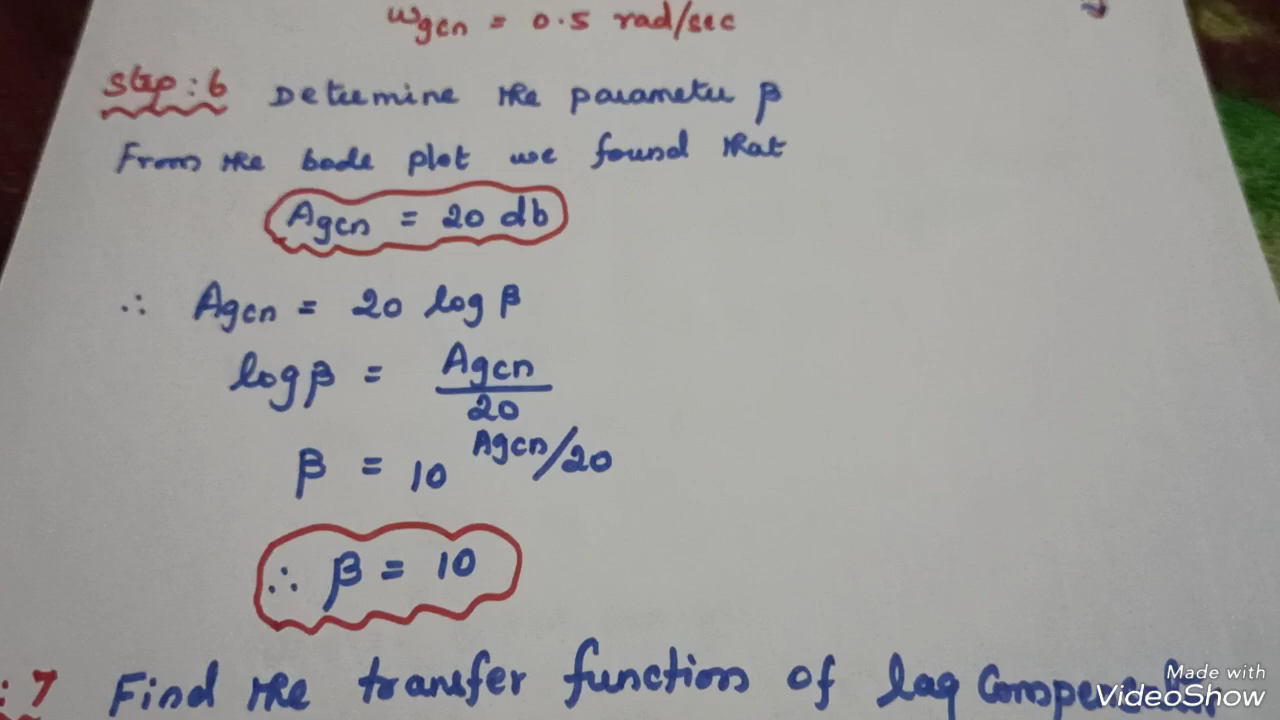 ωgcn = 0.5 rad/sec
Step: 6 Determine the parameter β
From the bode plot we found that
Agcn = 20 db
∴ Agcn = 20 log β
log β = Agcn/20
β = 10^Agcn/20
∴ β = 10
: 7 Find the transfer function of lag Compensator
Made with
VideoShow